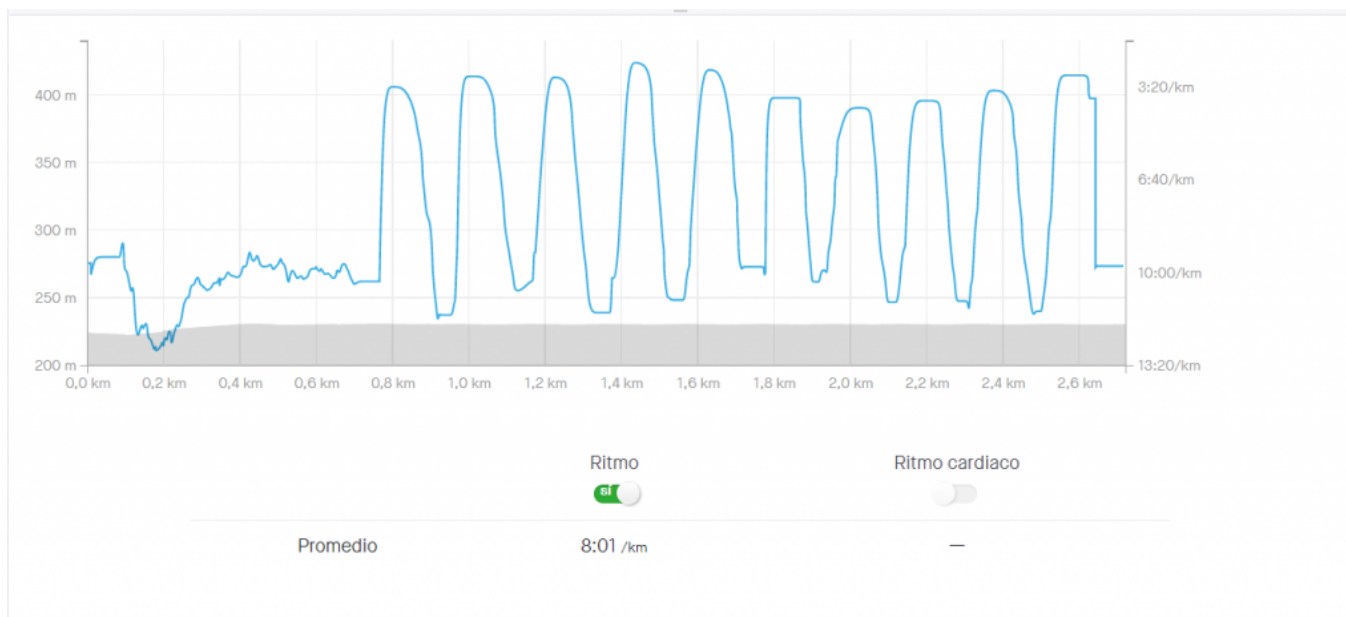 400 m
350 m
300 m
250 m
200 m
3:20/km
6:40/km
10:00/km
13:20/km
0,0 km 0,2 km 0,4 km 0,6 km 0,8 km 1,0 km 1,2 km 1,4 km 1,6 km 1,8 km 2,0 km 2,2 km 2,4 km 2,6 km
Ritmo Ritmo cardiaco
SÍ
Promedio 8:01 /km —